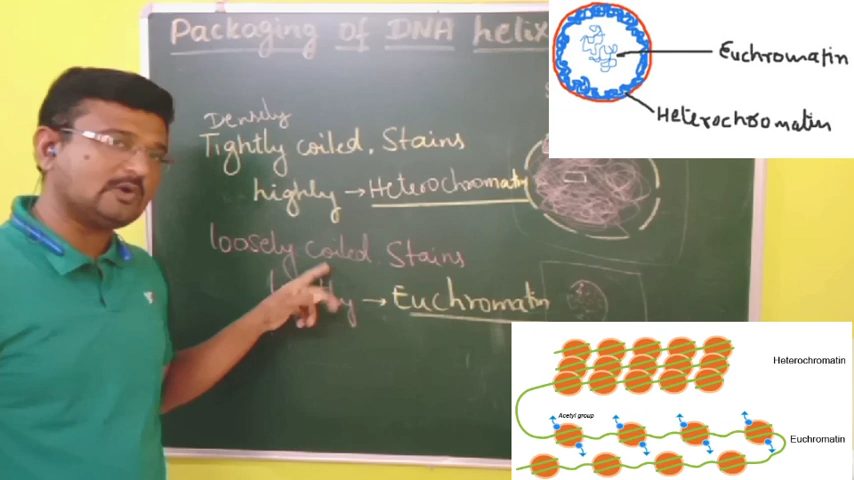 Packaging of DNA helix
Densely
Tightly coiled. Stains
highly → Heterochromatin
loosely coiled. Stains
→ Euchromatin
Euchromatin
Heterochromatin
Heterochromatin
Acetyl group
Euchromatin